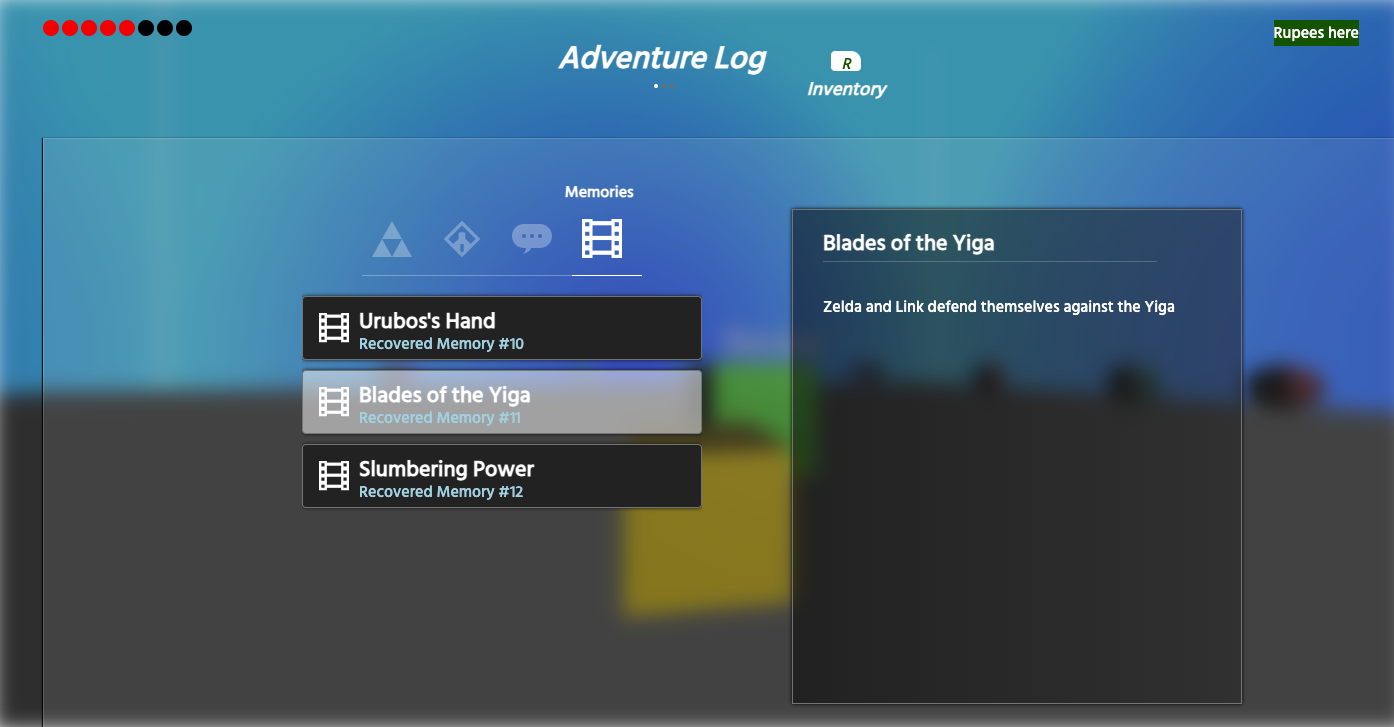 Rupees here
Adventure Log
R
Inventory
Memories
Urubos's Hand
Recovered Memory #10
Blades of the Yiga
Recovered Memory #11
Slumbering Power
Recovered Memory #12
Blades of the Yiga
Zelda and Link defend themselves against the Yiga